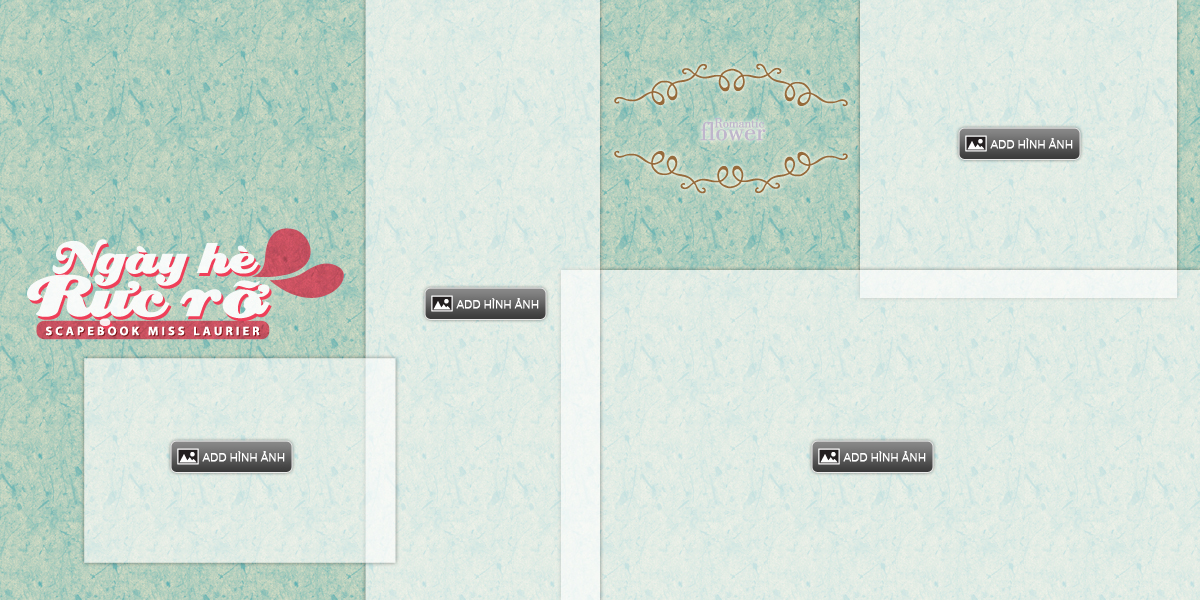 Ngày hè
Rực rỡ
SCAPEBOOK MISS LAURIER
ADD HÌNH ẢNH
ADD HÌNH ẢNH
Romantic
flower
ADD HÌNH ẢNH
ADD HÌNH ẢNH